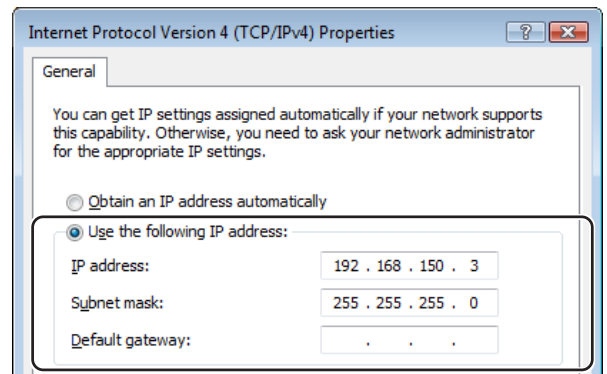 Internet Protocol Version 4 (TCP/IPv4) Properties
General
You can get IP settings assigned automatically if your network supports
this capability. Otherwise, you need to ask your network administrator
for the appropriate IP settings.
Obtain an IP address automatically
Use the following IP address:
IP address: 192 . 168 . 150 . 3
Subnet mask: 255 . 255 . 255 . 0
Default gateway: . . .